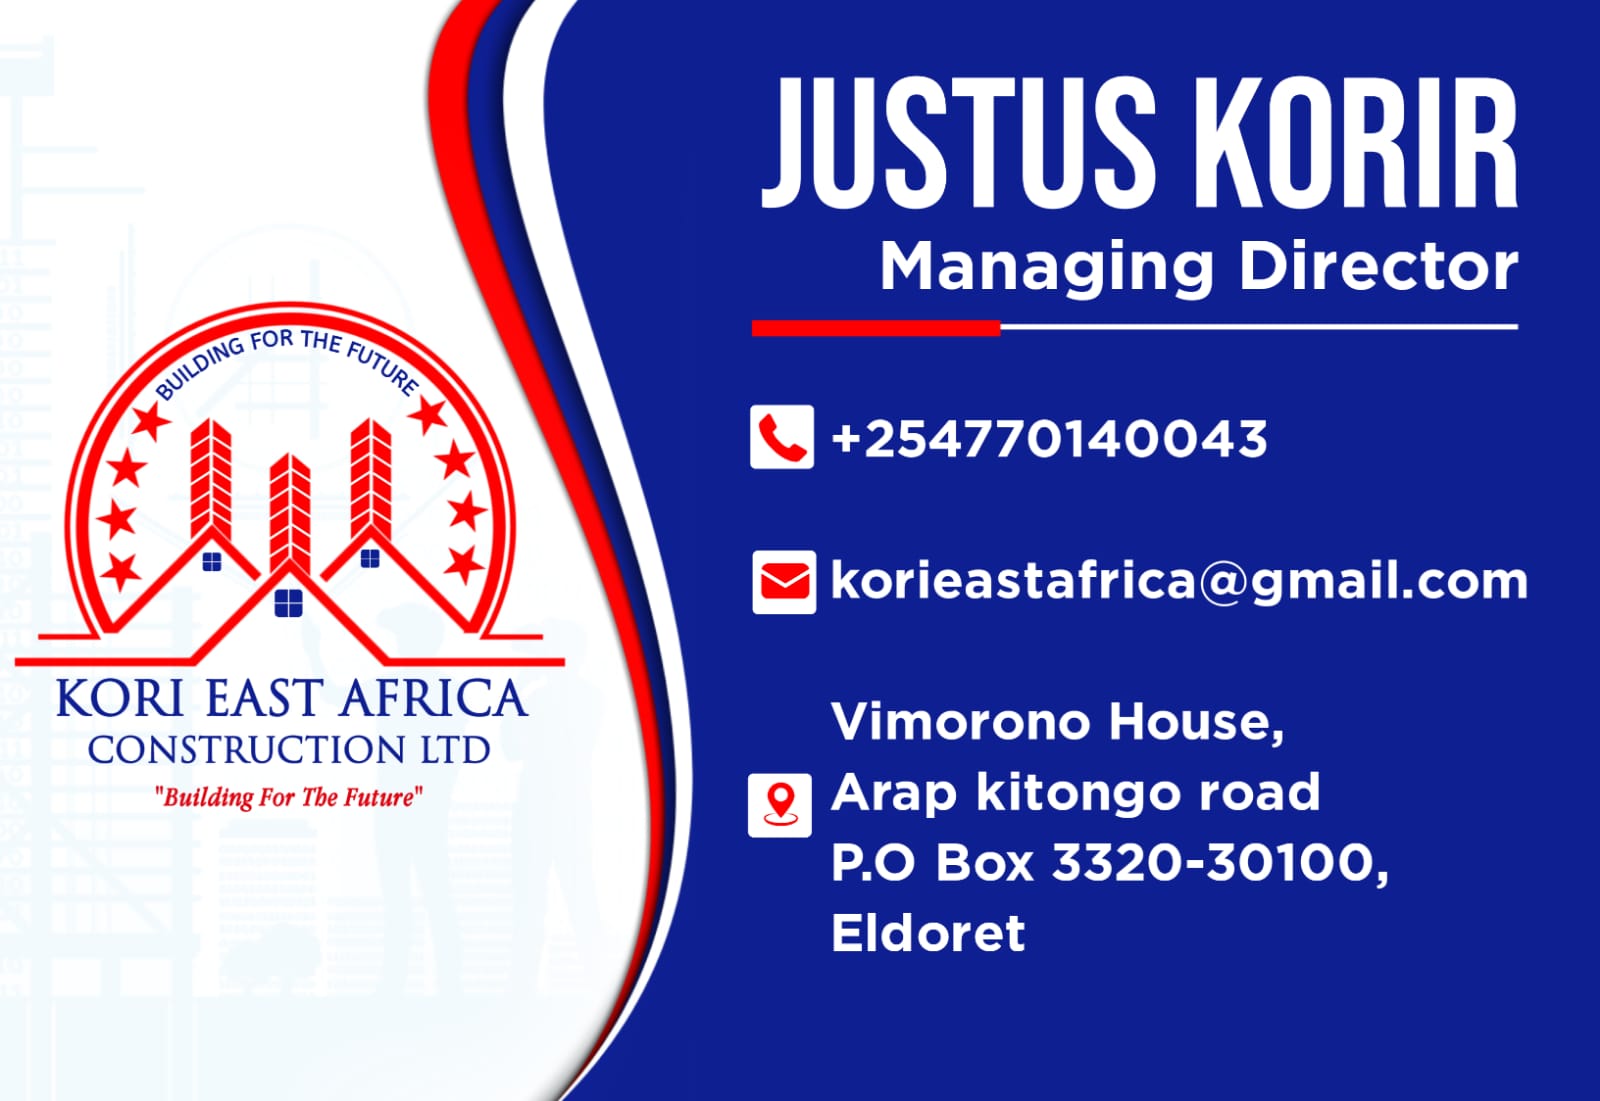 BUILDING FOR THE FUTURE
KORI EAST AFRICA
CONSTRUCTION LTD
"Building For The Future"
JUSTUS KORIR
Managing Director
+254770140043
korieastafrica@gmail.com
Vimorono House,
Arap kitongo road
P.O Box 3320-30100,
Eldoret